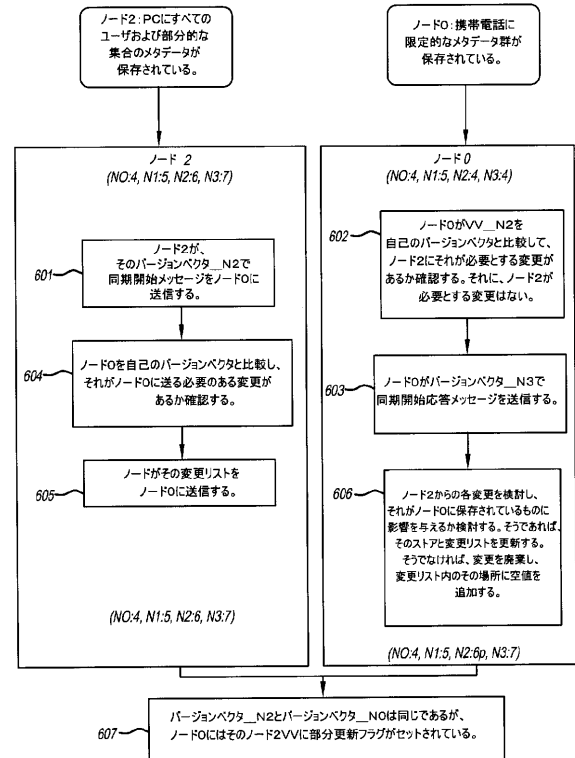 ノード2：PCにすべての
ユーザおよび部分的な
集合のメタデータが
保存されている。
ノード0：携帯電話に
限定的なメタデータ群が
保存されている。
ノード 2
(N0:4, N1:5, N2:6, N3:7)
601
ノード2が、
そのバージョンベクタ__N2で
同期開始メッセージをノード0に
送信する。
604
ノード0を自己のバージョンベクタと比較し、
それがノード0に送る必要のある変更が
あるか確認する。
605
ノードがその変更リストを
ノード0に送信する。
(N0:4, N1:5, N2:6, N3:7)
ノード 0
(N0:4, N1:5, N2:4, N3:4)
602
ノード0がVV__N2を
自己のバージョンベクタと比較して、
ノード2にそれが必要とする変更が
あるか確認する。それに、ノード2が
必要とする変更はない。
603
ノード0がバージョンベクタ__N3で
同期開始応答メッセージを送信する。
606
ノード2からの各変更を検討し、
それがノード0に保存されているものに
影響を与えるか検討する。そうであれば、
そのストアと変更リストを更新する。
そうでなければ、変更を廃棄し、
変更リスト内のその場所に空値を
追加する。
(N0:4, N1:5, N2:6p, N3:7)
607
バージョンベクタ__N2とバージョンベクタ__N0は同じであるが、
ノード0にはそのノード2VVに部分更新フラグがセットされている。